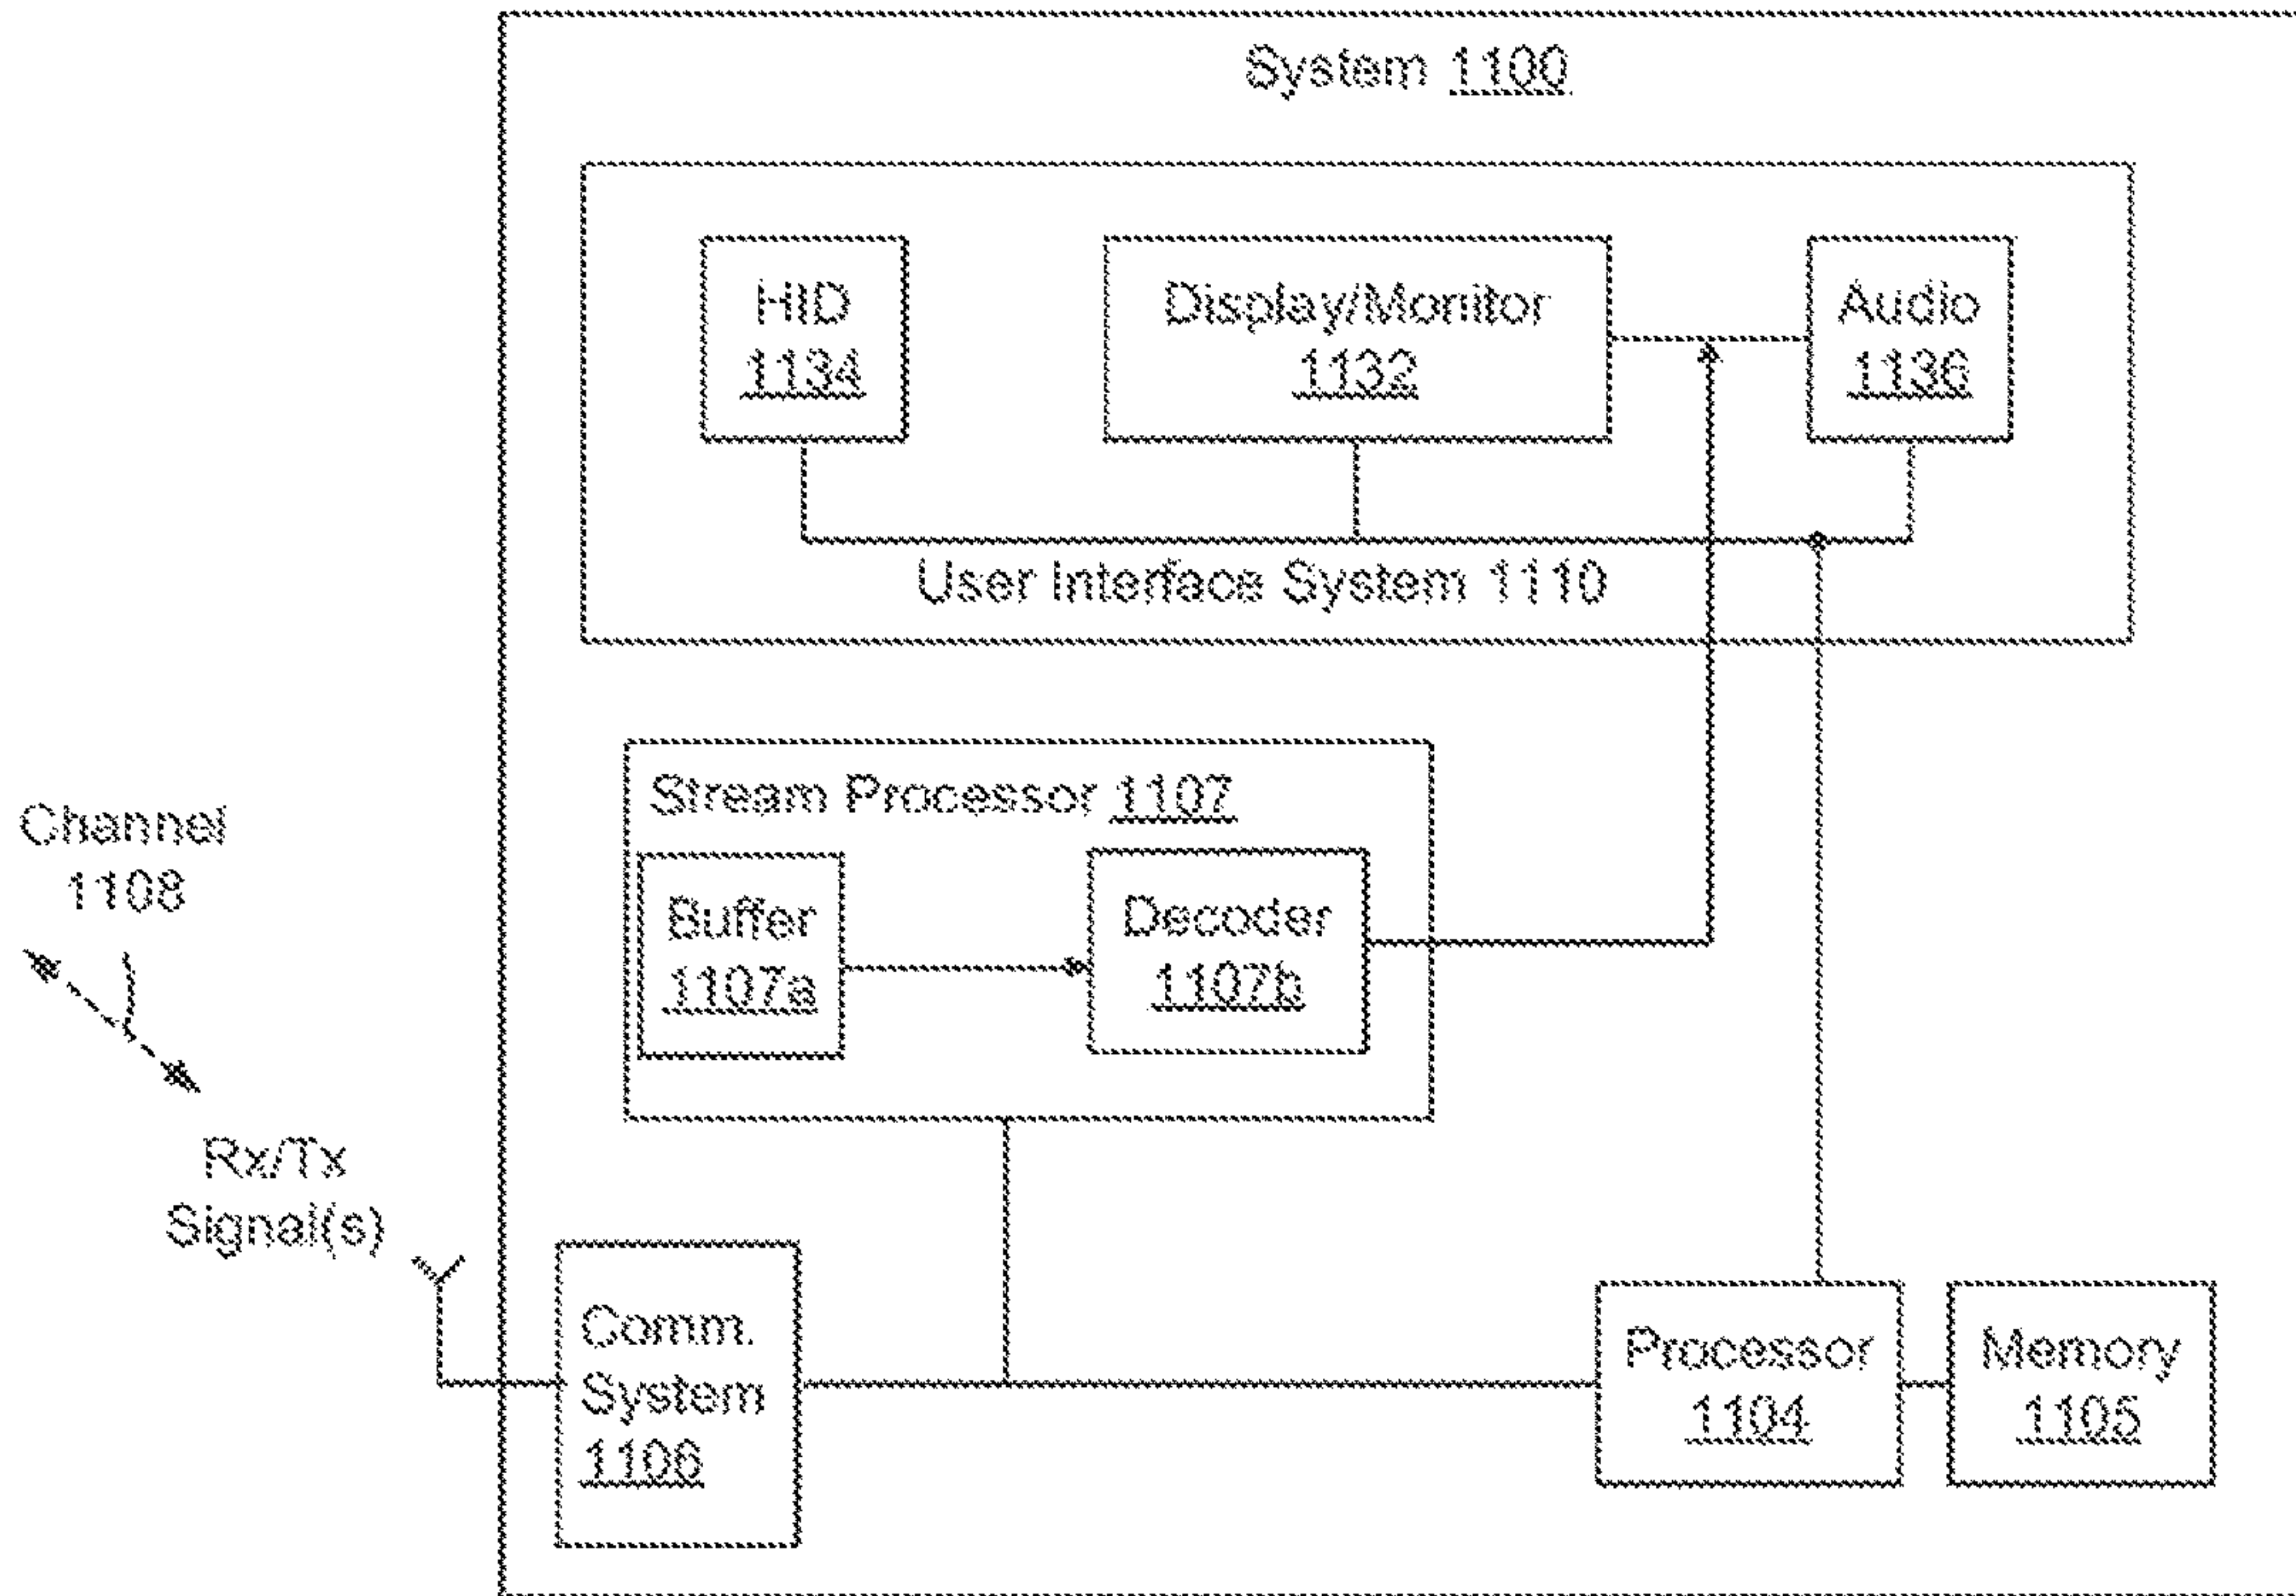 System 1100
HID
1134
Display/Monitor
1132
Audio
1136
User Interface System 1110
Stream Processor 1107
Buffer
1107a
Decoder
1107b
Channel
1108
Rx/Tx
Signal(s)
Comm.
System
1106
Processor
1104
Memory
1105